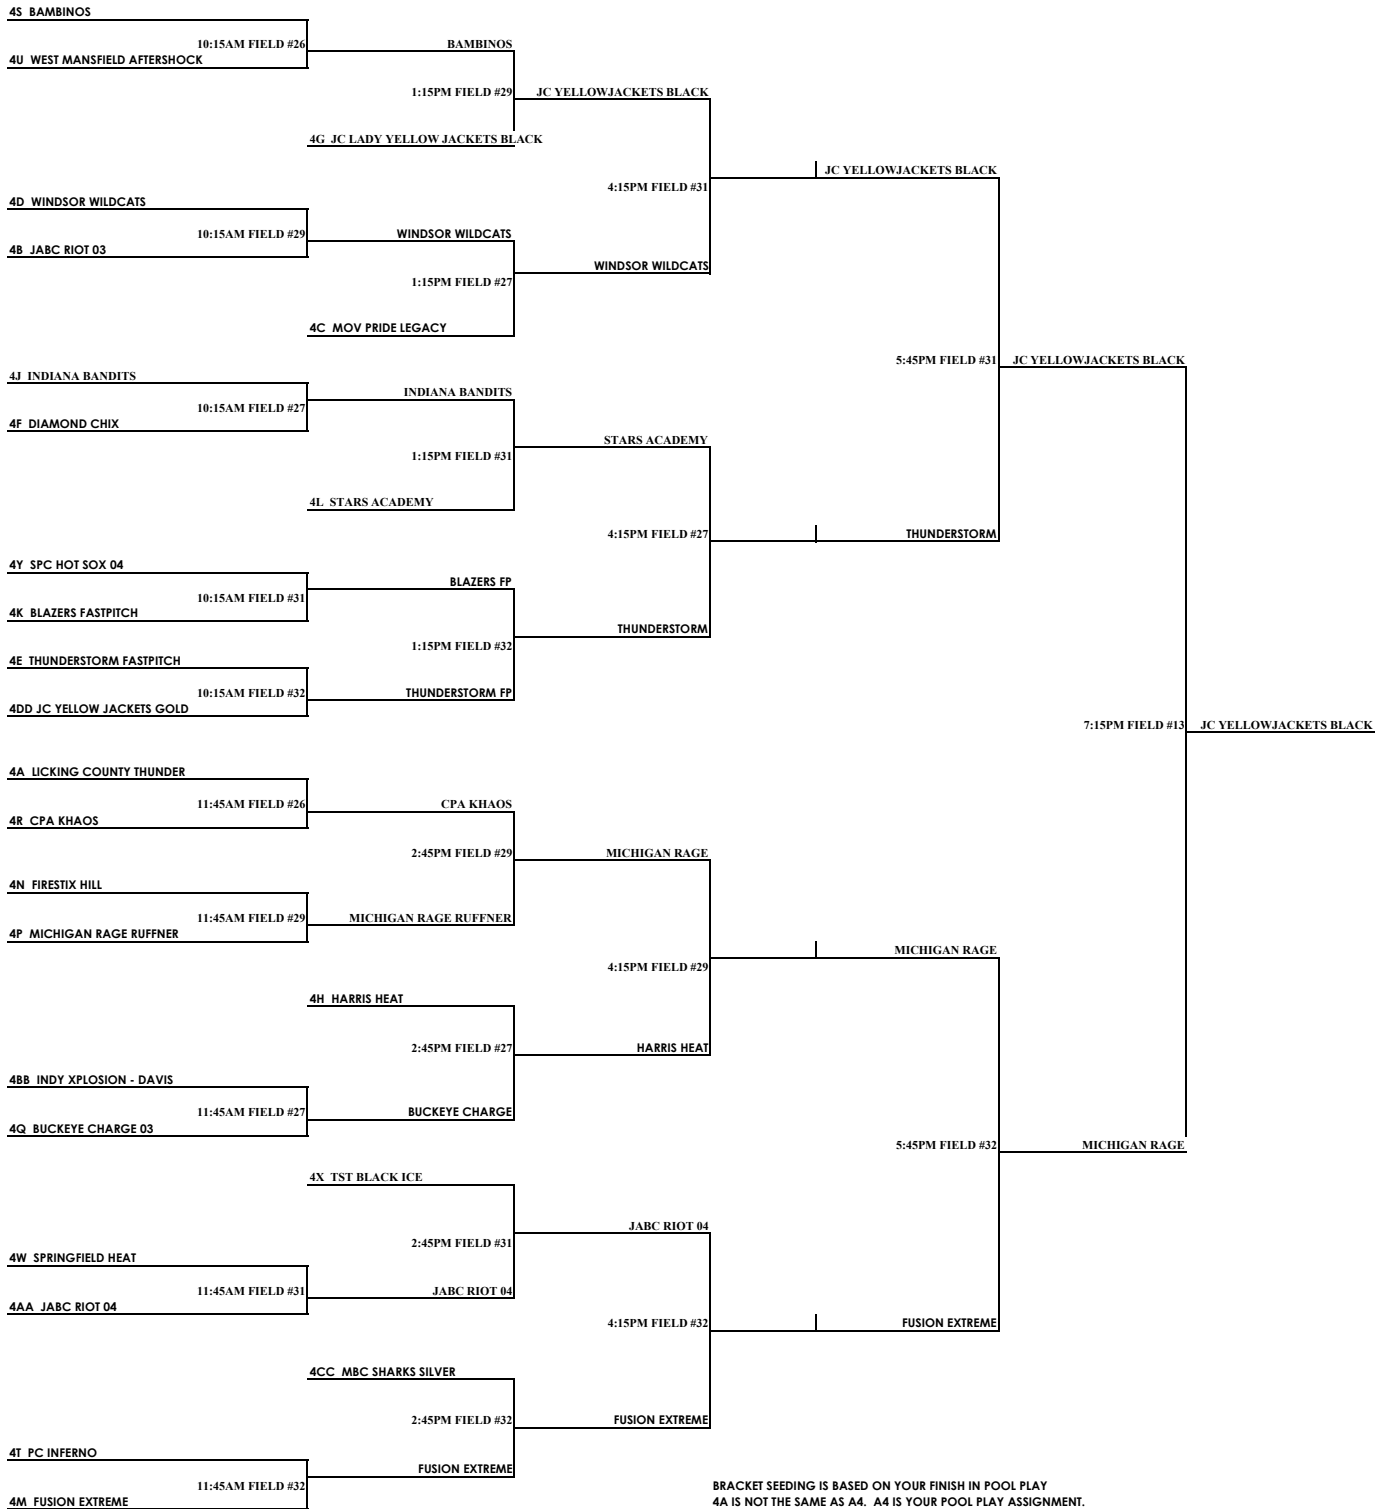 4S BAMBINOS
10:15AM FIELD #26
BAMBINOS
4U WEST MANSFIELD AFTERSHOCK
1:15PM FIELD #29
JC YELLOWJACKETS BLACK
4G JC LADY YELLOW JACKETS BLACK
JC YELLOWJACKETS BLACK
4:15PM FIELD #31
4D WINDSOR WILDCATS
10:15AM FIELD #29
WINDSOR WILDCATS
4B JABC RIOT 03
WINDSOR WILDCATS
1:15PM FIELD #27
4C MOV PRIDE LEGACY
5:45PM FIELD #31
JC YELLOWJACKETS BLACK
4J INDIANA BANDITS
INDIANA BANDITS
10:15AM FIELD #27
4F DIAMOND CHIX
STARS ACADEMY
1:15PM FIELD #31
4L STARS ACADEMY
4:15PM FIELD #27
THUNDERSTORM
4Y SPC HOT SOX 04
BLAZERS FP
10:15AM FIELD #31
4K BLAZERS FASTPITCH
THUNDERSTORM
1:15PM FIELD #32
4E THUNDERSTORM FASTPITCH
10:15AM FIELD #32
THUNDERSTORM FP
4DD JC YELLOW JACKETS GOLD
7:15PM FIELD #13
JC YELLOWJACKETS BLACK
4A LICKING COUNTY THUNDER
11:45AM FIELD #26
CPA KHAOS
4R CPA KHAOS
2:45PM FIELD #29
MICHIGAN RAGE
4N FIRESTIX HILL
11:45AM FIELD #29
MICHIGAN RAGE RUFFNER
4P MICHIGAN RAGE RUFFNER
MICHIGAN RAGE
4:15PM FIELD #29
4H HARRIS HEAT
2:45PM FIELD #27
HARRIS HEAT
4BB INDY XPLOSION - DAVIS
11:45AM FIELD #27
BUCKEYE CHARGE
4Q BUCKEYE CHARGE 03
5:45PM FIELD #32
MICHIGAN RAGE
4X TST BLACK ICE
JABC RIOT 04
2:45PM FIELD #31
4W SPRINGFIELD HEAT
11:45AM FIELD #31
JABC RIOT 04
4AA JABC RIOT 04
4:15PM FIELD #32
FUSION EXTREME
4CC MBC SHARKS SILVER
2:45PM FIELD #32
FUSION EXTREME
4T PC INFERNO
FUSION EXTREME
11:45AM FIELD #32
4M FUSION EXTREME
BRACKET SEEDING IS BASED ON YOUR FINISH IN POOL PLAY
4A IS NOT THE SAME AS A4. A4 IS YOUR POOL PLAY ASSIGNMENT.